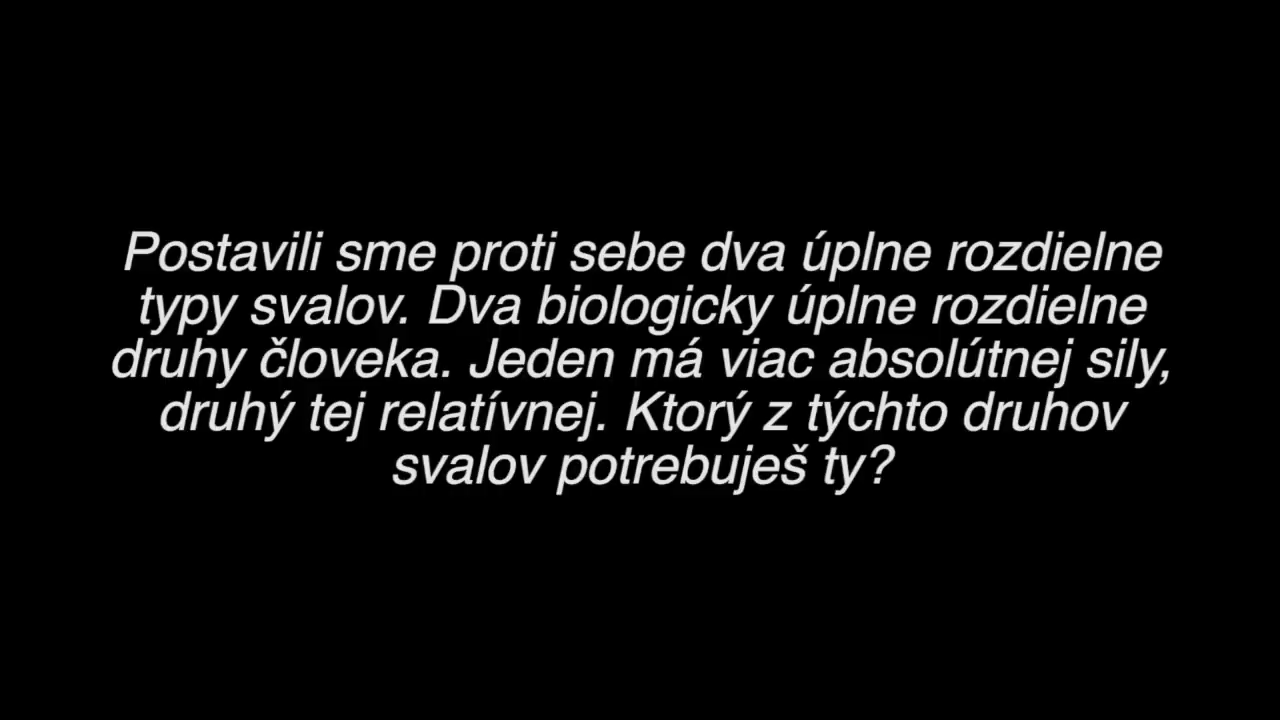 Postavili sme proti sebe dva úplne rozdielne
typy svalov. Dva biologicky úplne rozdielne
druhy človeka. Jeden má viac absolútnej sily,
druhý tej relatívnej. Ktorý z týchto druhov
svalov potrebuješ ty?